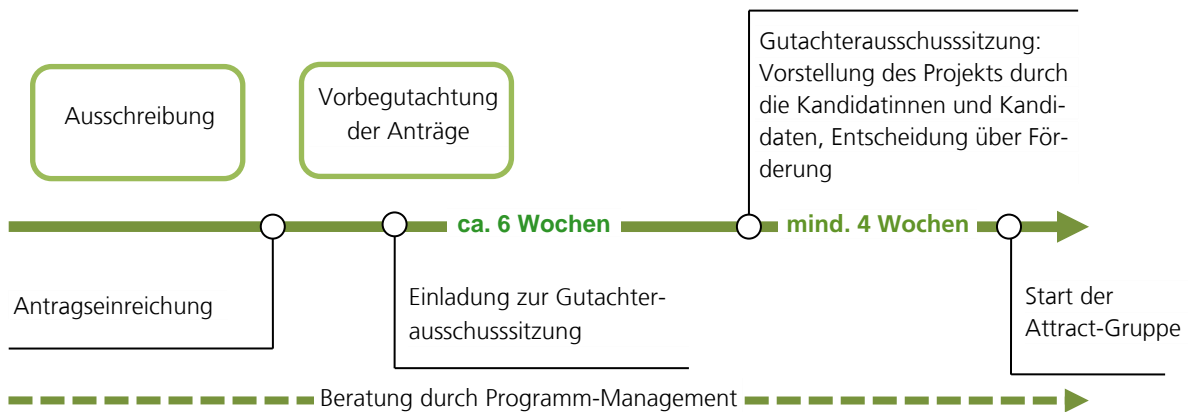 Ausschreibung
Vorbegutachtung
der Anträge
Gutachterausschusssitzung:
Vorstellung des Projekts durch
die Kandidatinnen und Kandi-
daten, Entscheidung über För-
derung
ca. 6 Wochen
mind. 4 Wochen
Antragseinreichung
Einladung zur Gutachter-
ausschusssitzung
Start der
Attract-Gruppe
Beratung durch Programm-Management